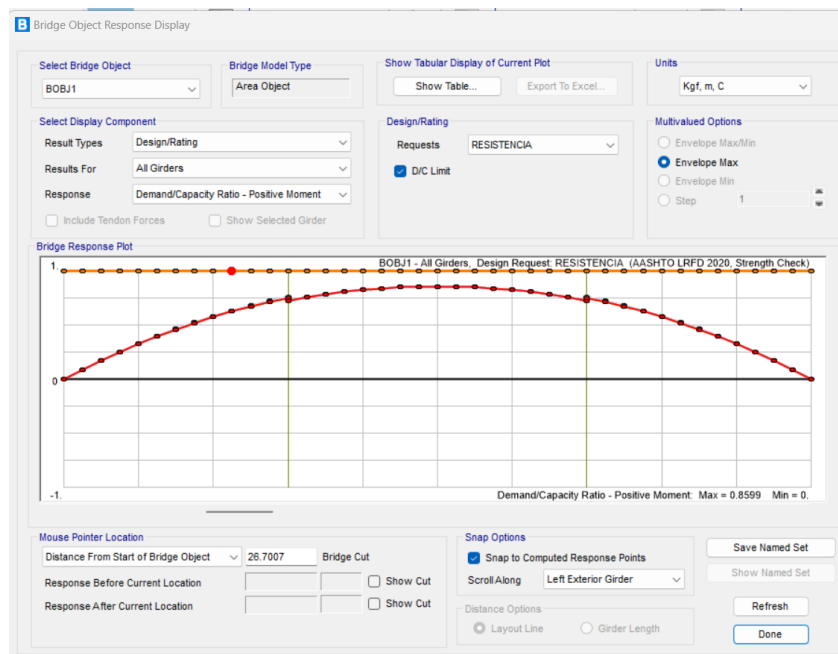 B Bridge Object Response Display
Select Bridge Object
BOBJ1
Bridge Model Type
Area Object
Show Tabular Display of Current Plot
Show Table...
Export To Excel...
Units
Kgf, m, C
Select Display Component
Result Types
Design/Rating
Results For
All Girders
Response
Demand/Capacity Ratio - Positive Moment
Include Tendon Forces
Show Selected Girder
Design/Rating
Requests
RESISTENCIA
D/C Limit
Multivalued Options
Envelope Max/Min
Envelope Max
Envelope Min
Step
1
Bridge Response Plot
BOBJ1 - All Girders, Design Request: RESISTENCIA (AASHTO LRFD 2020, Strength Check)
1.
0
-1.
Demand/Capacity Ratio - Positive Moment: Max = 0.8599 Min = 0.
Mouse Pointer Location
Distance From Start of Bridge Object
26.7007
Bridge Cut
Response Before Current Location
Show Cut
Response After Current Location
Show Cut
Snap Options
Snap to Computed Response Points
Scroll Along
Left Exterior Girder
Distance Options
Layout Line
Girder Length
Save Named Set
Show Named Set
Refresh
Done